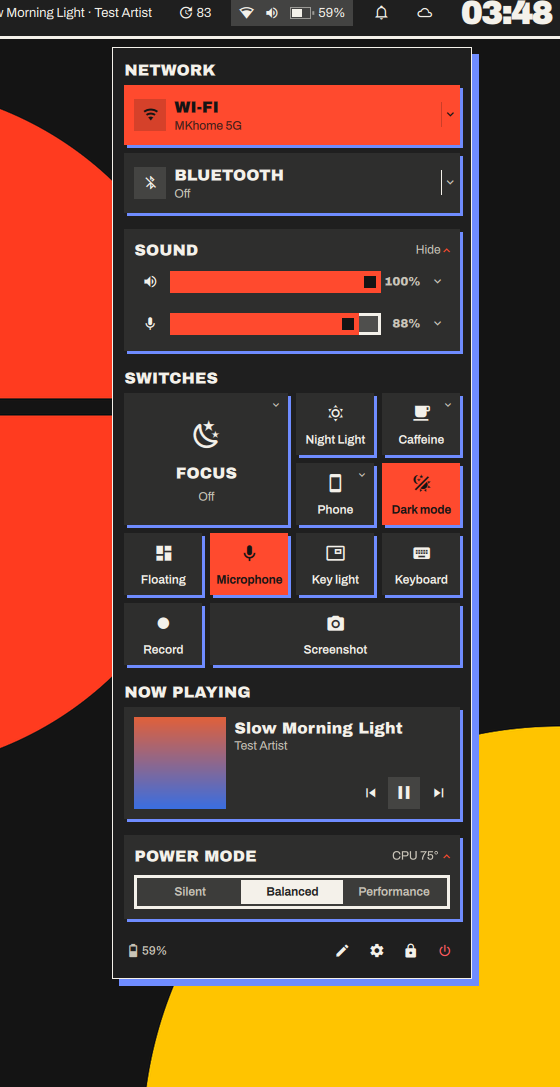 w Morning Light · Test Artist 83 59% 03:48
NETWORK
WI-FI
MKhome 5G
BLUETOOTH
Off
SOUND Hide
100%
88%
SWITCHES
FOCUS
Off
Night Light Caffeine
Phone Dark mode
Floating Microphone Key light Keyboard
Record Screenshot
NOW PLAYING
Slow Morning Light
Test Artist
POWER MODE CPU 75°
Silent Balanced Performance
59%